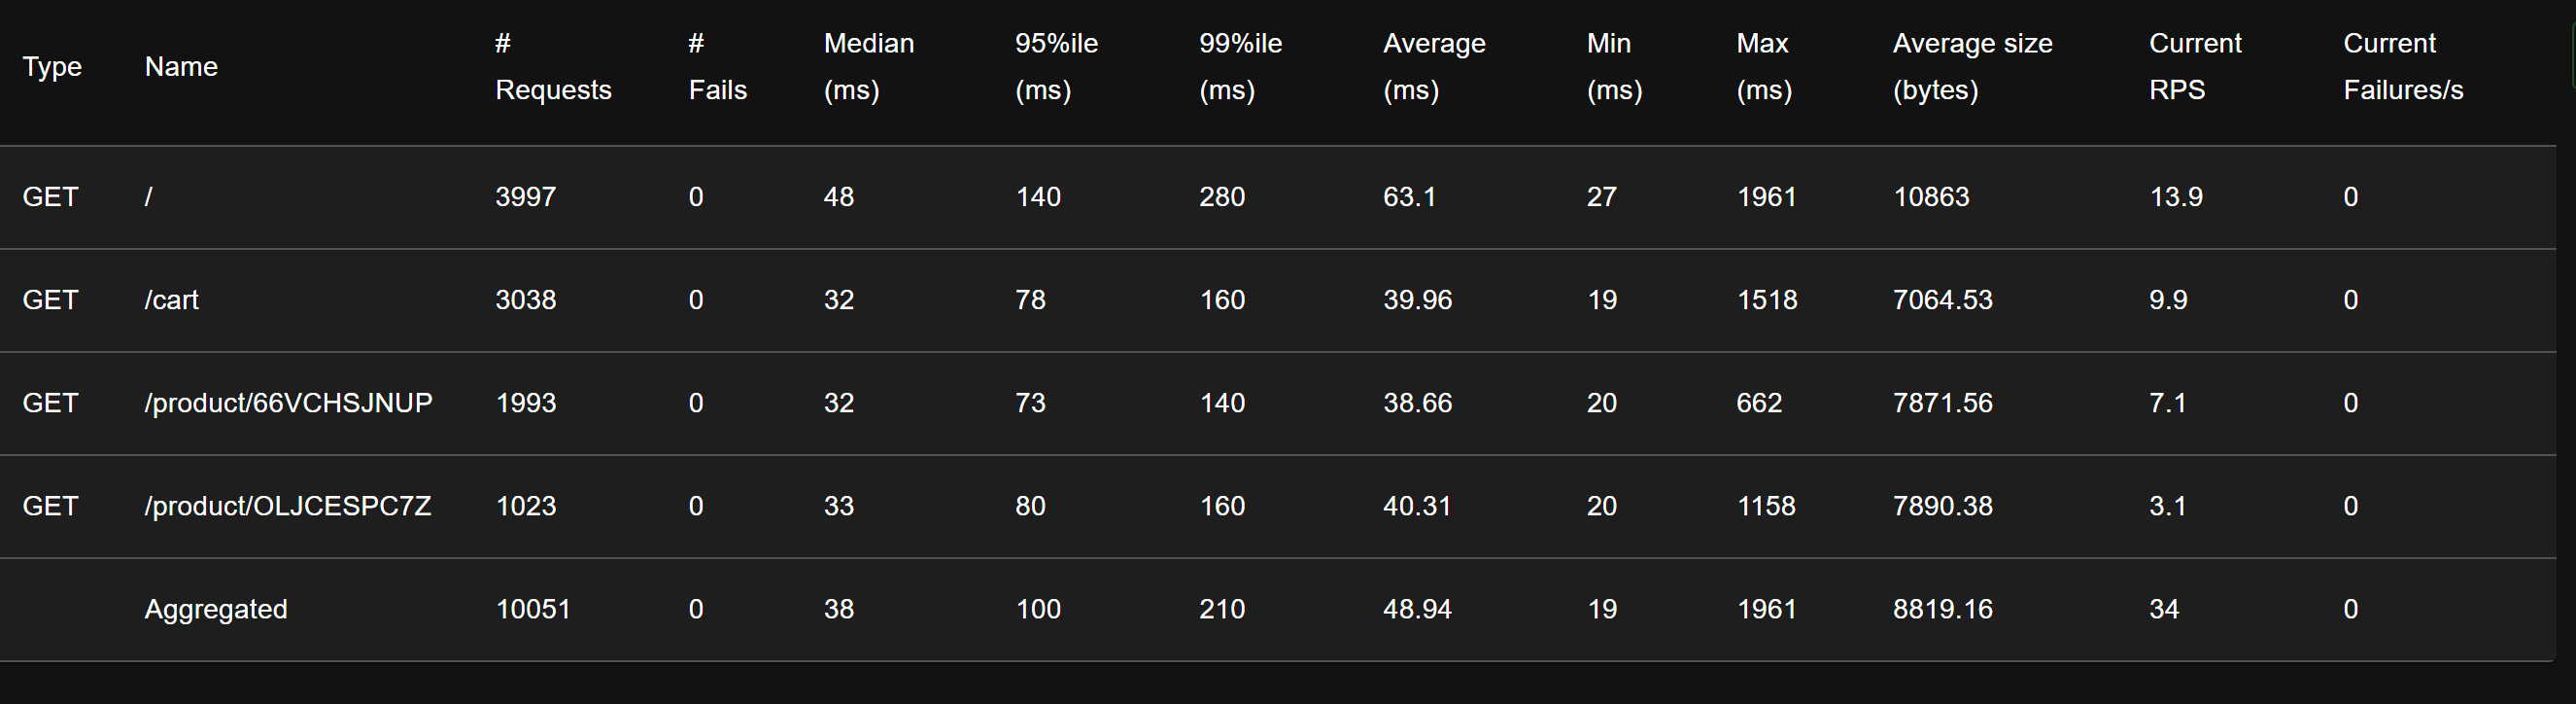 Type Name # Requests # Fails Median (ms) 95%ile (ms) 99%ile (ms) Average (ms) Min (ms) Max (ms) Average size (bytes) Current RPS Current Failures/s
GET / 3997 0 48 140 280 63.1 27 1961 10863 13.9 0
GET /cart 3038 0 32 78 160 39.96 19 1518 7064.53 9.9 0
GET /product/66VCHSJNUP 1993 0 32 73 140 38.66 20 662 7871.56 7.1 0
GET /product/OLJCESPC7Z 1023 0 33 80 160 40.31 20 1158 7890.38 3.1 0
Aggregated 10051 0 38 100 210 48.94 19 1961 8819.16 34 0